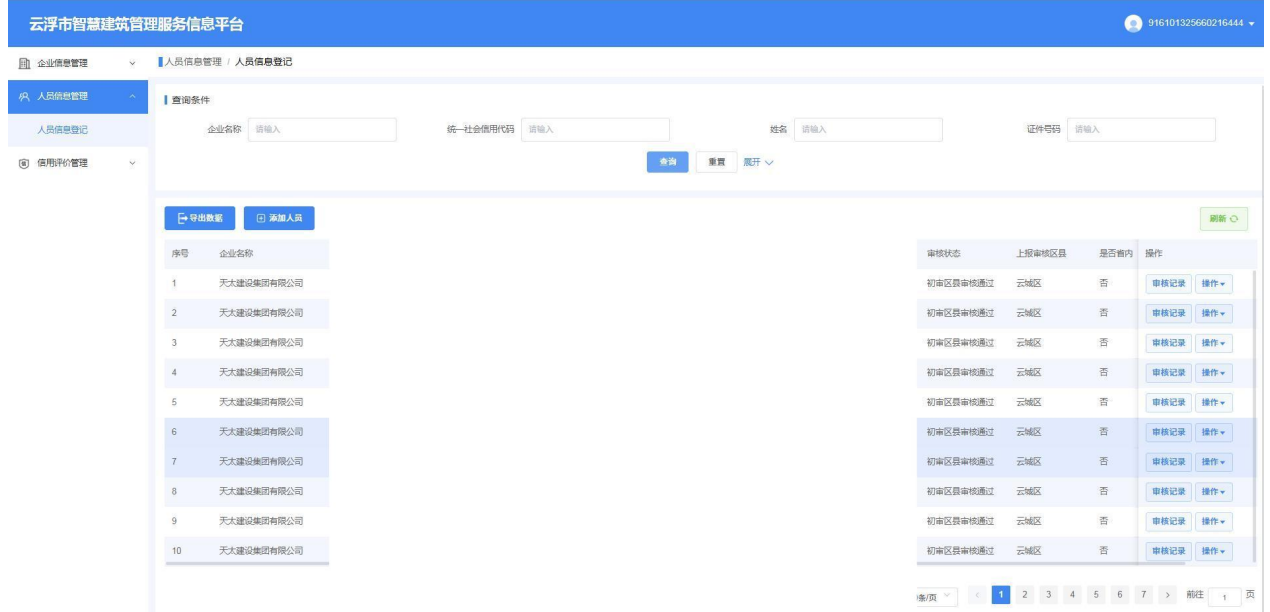 云浮市智慧建筑管理服务信息平台
916101325660216444
企业信息管理
人员信息管理
人员信息登记
信用评价管理
人员信息管理 / 人员信息登记
查询条件
企业名称 请输入 统一社会信用代码 请输入 姓名 请输入 证件号码 请输入
查询 重置 展开
导出数据 添加人员 刷新
序号 企业名称 审核状态 上报审核区县 是否省内 操作
1 天太建设集团有限公司 初审区县审核通过 云城区 否 审核记录 操作
2 天太建设集团有限公司 初审区县审核通过 云城区 否 审核记录 操作
3 天太建设集团有限公司 初审区县审核通过 云城区 否 审核记录 操作
4 天太建设集团有限公司 初审区县审核通过 云城区 否 审核记录 操作
5 天太建设集团有限公司 初审区县审核通过 云城区 否 审核记录 操作
6 天太建设集团有限公司 初审区县审核通过 云城区 否 审核记录 操作
7 天太建设集团有限公司 初审区县审核通过 云城区 否 审核记录 操作
8 天太建设集团有限公司 初审区县审核通过 云城区 否 审核记录 操作
9 天太建设集团有限公司 初审区县审核通过 云城区 否 审核记录 操作
10 天太建设集团有限公司 初审区县审核通过 云城区 否 审核记录 操作
条/页 1 2 3 4 5 6 7 前往 1 页